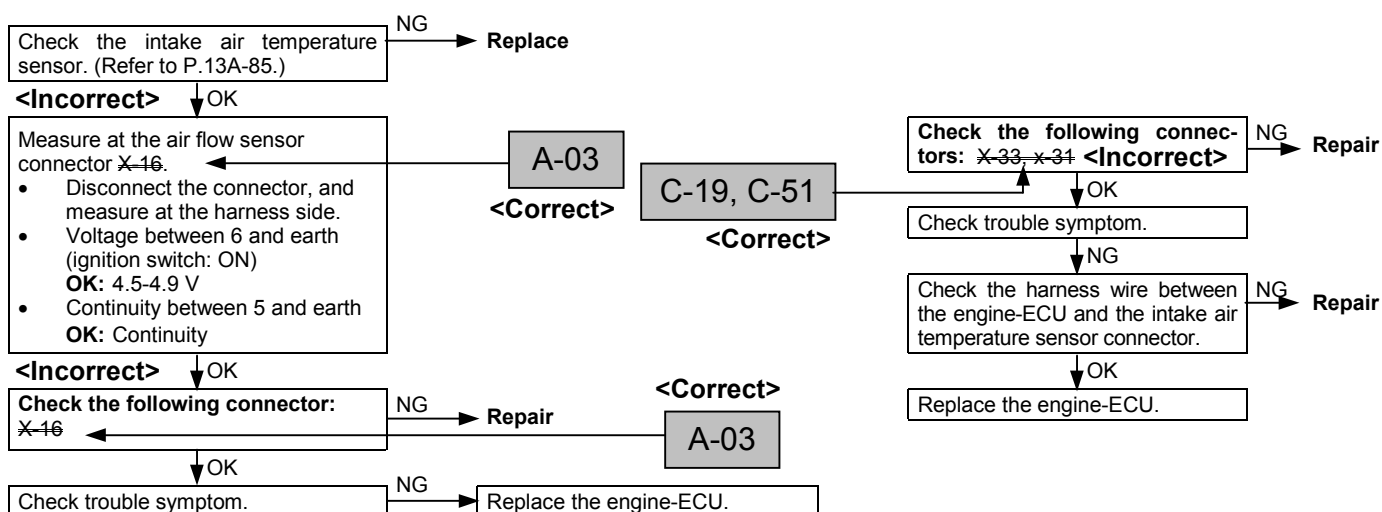 Check the intake air temperature
sensor. (Refer to P.13A-85.)
NG
Replace
<Incorrect>
OK
Measure at the air flow sensor
connector X-16.
• Disconnect the connector, and
measure at the harness side.
• Voltage between 6 and earth
(ignition switch: ON)
OK: 4.5-4.9 V
• Continuity between 5 and earth
OK: Continuity
A-03
<Correct>
<Incorrect>
OK
Check the following connector:
X-16
NG
Repair
<Correct>
A-03
OK
Check trouble symptom.
NG
Replace the engine-ECU.
C-19, C-51
<Correct>
Check the following connec-
tors: X-33, x-31 <Incorrect>
NG
Repair
OK
Check trouble symptom.
NG
Check the harness wire between
the engine-ECU and the intake air
temperature sensor connector.
NG
Repair
OK
Replace the engine-ECU.